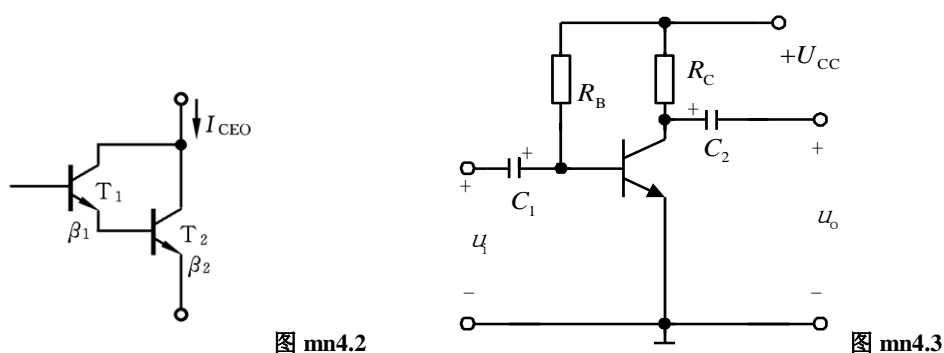 I_CEO
T₁
β₁
T₂
β₂
图 mn4.2
+U_CC
R_C
R_B
+
C₂
+
+
+
C₁
u_i
u_o
−
−
图 mn4.3